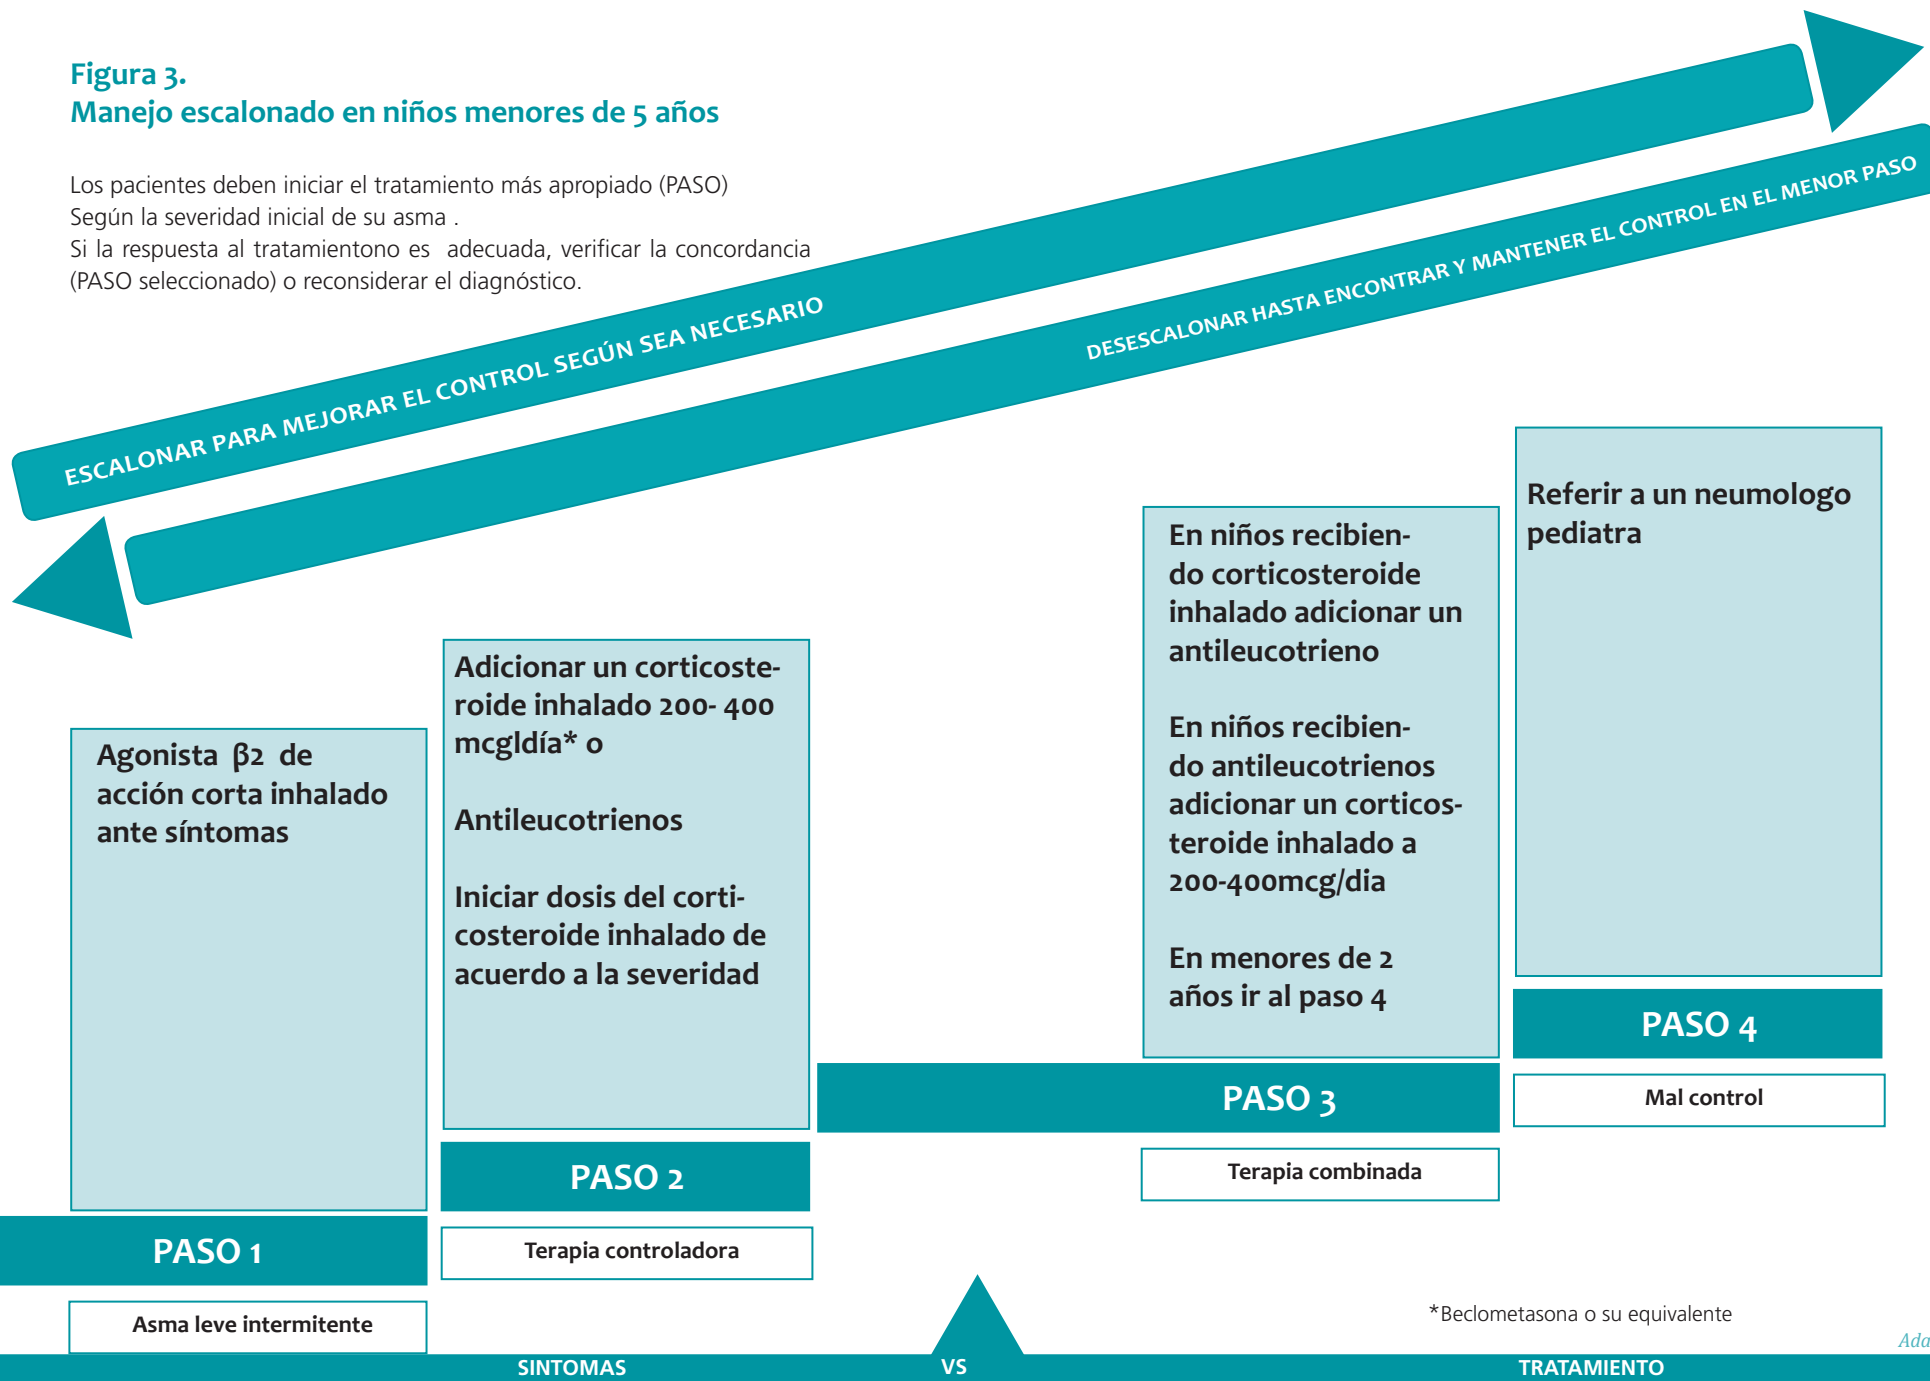 Figura 3.
Manejo escalonado en niños menores de 5 años
Los pacientes deben iniciar el tratamiento más apropiado (PASO)
Según la severidad inicial de su asma .
Si la respuesta al tratamientono es adecuada, verificar la concordancia
(PASO seleccionado) o reconsiderar el diagnóstico.
ESCALONAR PARA MEJORAR EL CONTROL SEGÚN SEA NECESARIO
DESESCALONAR HASTA ENCONTRAR Y MANTENER EL CONTROL EN EL MENOR PASO
Agonista β2 de
acción corta inhalado
ante síntomas
PASO 1
Asma leve intermitente
Adicionar un corticoste-
roide inhalado 200- 400
mcgldía* o
Antileucotrienos
Iniciar dosis del corti-
costeroide inhalado de
acuerdo a la severidad
PASO 2
Terapia controladora
En niños recibien-
do corticosteroide
inhalado adicionar un
antileucotrieno
En niños recibien-
do antileucotrienos
adicionar un corticos-
teroide inhalado a
200-400mcg/dia
En menores de 2
años ir al paso 4
PASO 3
Terapia combinada
Referir a un neumologo
pediatra
PASO 4
Mal control
*Beclometasona o su equivalente
Ada
SINTOMAS
VS
TRATAMIENTO